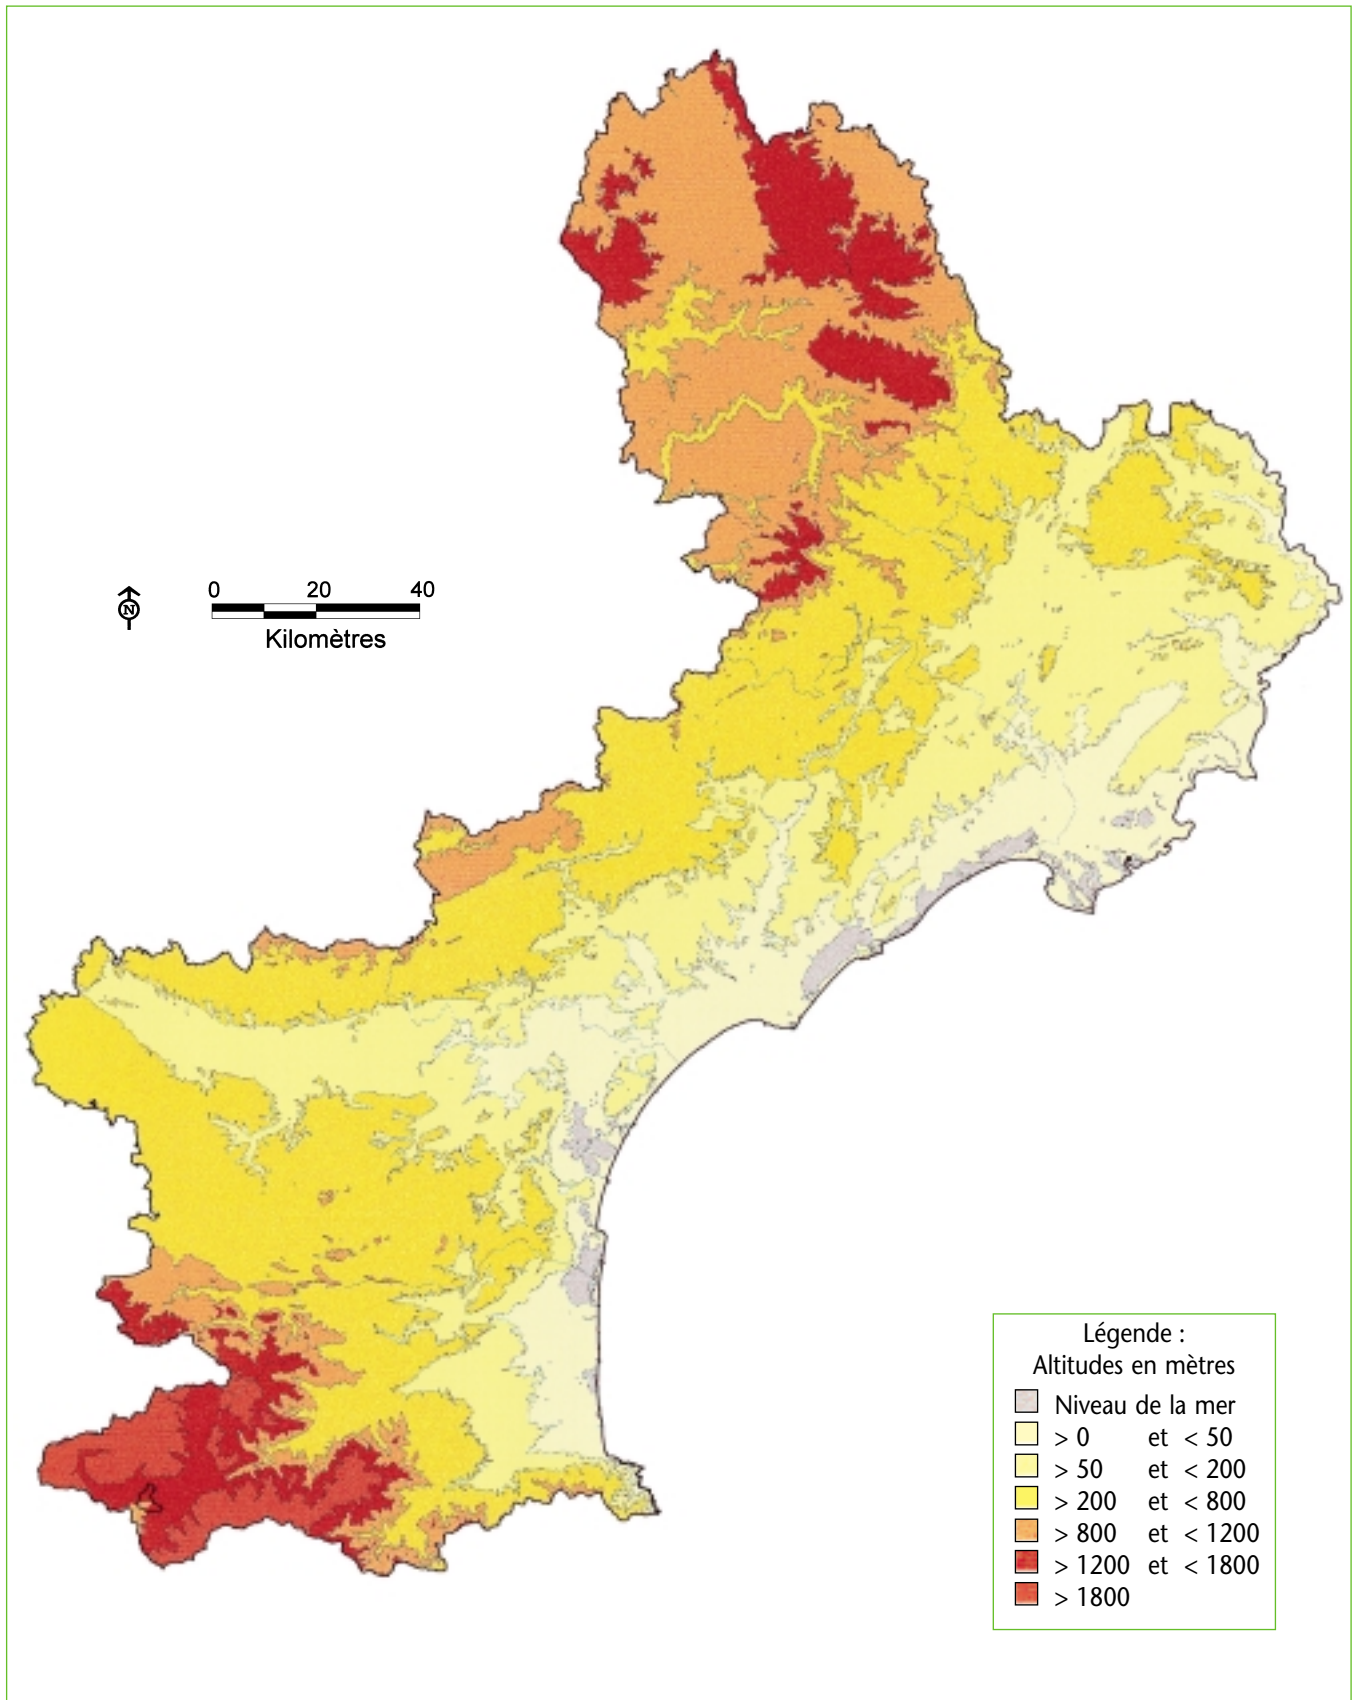 0 20 40
N
Kilomètres
Légende :
Altitudes en mètres
Niveau de la mer
> 0 et < 50
> 50 et < 200
> 200 et < 800
> 800 et < 1200
> 1200 et < 1800
> 1800